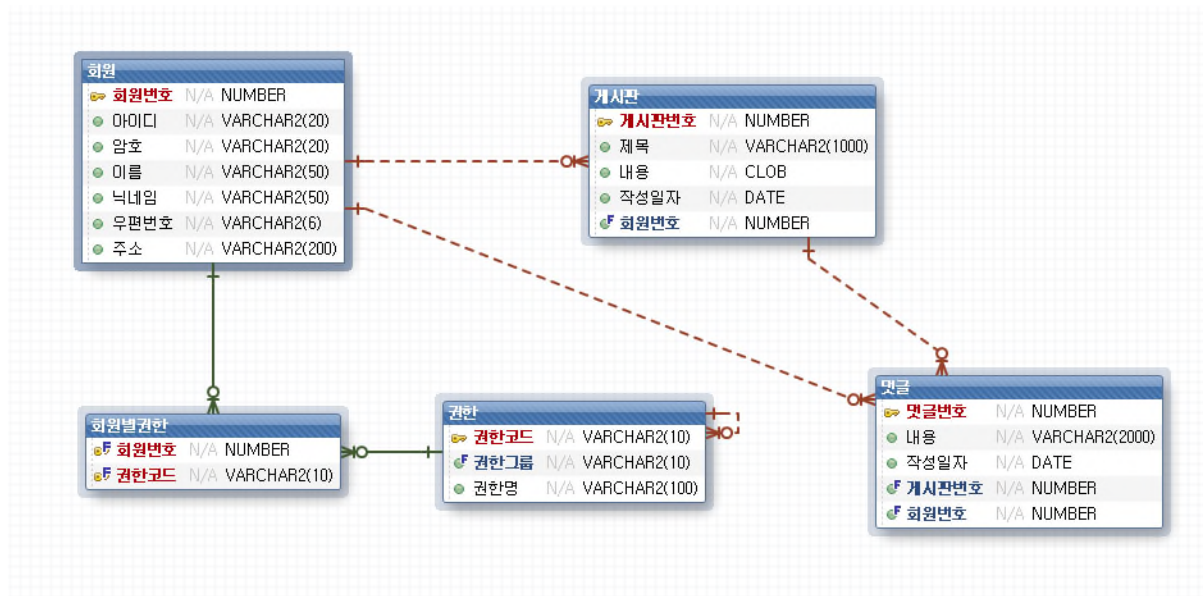 회원
회원번호 N/A NUMBER
아이디 N/A VARCHAR2(20)
암호 N/A VARCHAR2(20)
이름 N/A VARCHAR2(50)
닉네임 N/A VARCHAR2(50)
우편번호 N/A VARCHAR2(6)
주소 N/A VARCHAR2(200)
게시판
게시판번호 N/A NUMBER
제목 N/A VARCHAR2(1000)
내용 N/A CLOB
작성일자 N/A DATE
F 회원번호 N/A NUMBER
회원별권한
F 회원번호 N/A NUMBER
F 권한코드 N/A VARCHAR2(10)
권한
권한코드 N/A VARCHAR2(10)
F 권한그룹 N/A VARCHAR2(10)
권한명 N/A VARCHAR2(100)
댓글
댓글번호 N/A NUMBER
내용 N/A VARCHAR2(2000)
작성일자 N/A DATE
F 게시판번호 N/A NUMBER
F 회원번호 N/A NUMBER